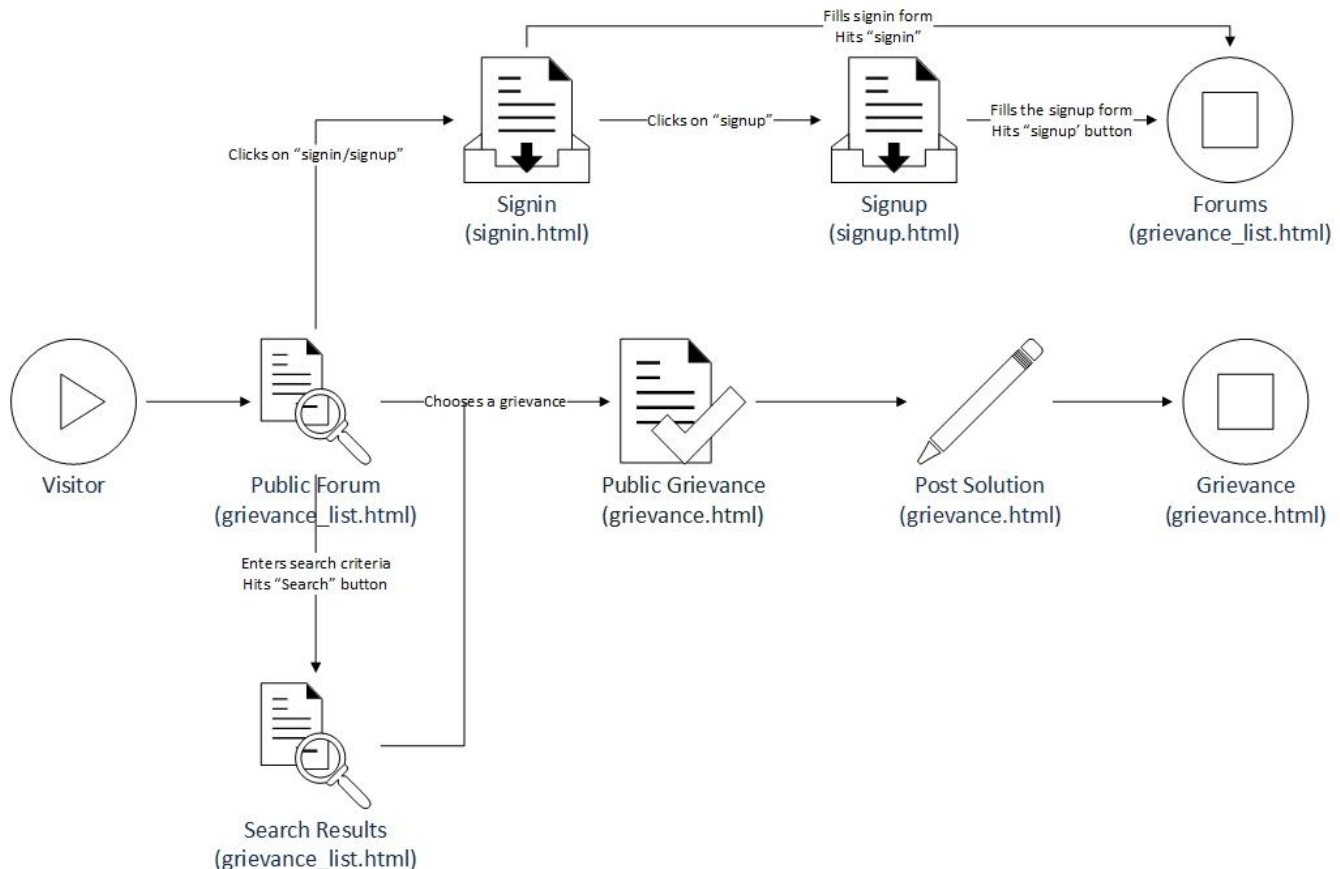 Fills signin form
Hits “signin”
Clicks on “signin/signup”
Clicks on “signup”
Fills the signup form
Hits “signup’ button
Signin
(signin.html)
Signup
(signup.html)
Forums
(grievance_list.html)
Chooses a grievance
Visitor
Public Forum
(grievance_list.html)
Public Grievance
(grievance.html)
Post Solution
(grievance.html)
Grievance
(grievance.html)
Enters search criteria
Hits “Search” button
Search Results
(grievance_list.html)